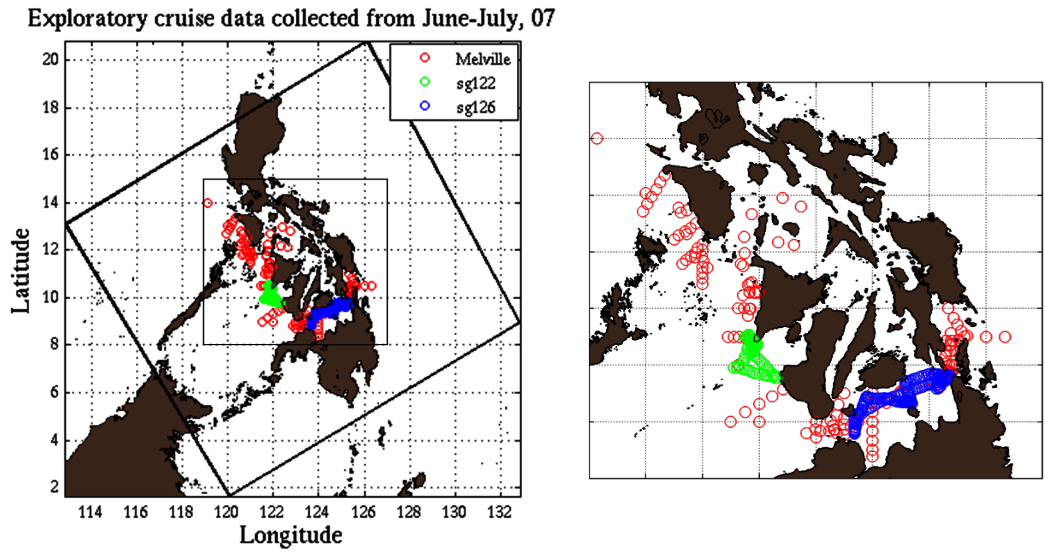 Exploratory cruise data collected from June-July, 07
Melville
sg122
sg126
20
18
16
14
12
10
8
6
4
2
Latitude
114 116 118 120 122 124 126 128 130 132
Longitude